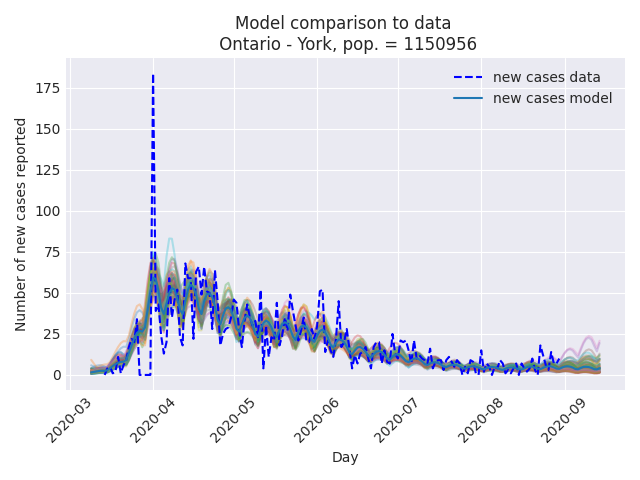 Model comparison to data
Ontario - York, pop. = 1150956
new cases data
new cases model
Number of new cases reported
175
150
125
100
75
50
25
0
2020-03
2020-04
2020-05
2020-06
2020-07
2020-08
2020-09
Day